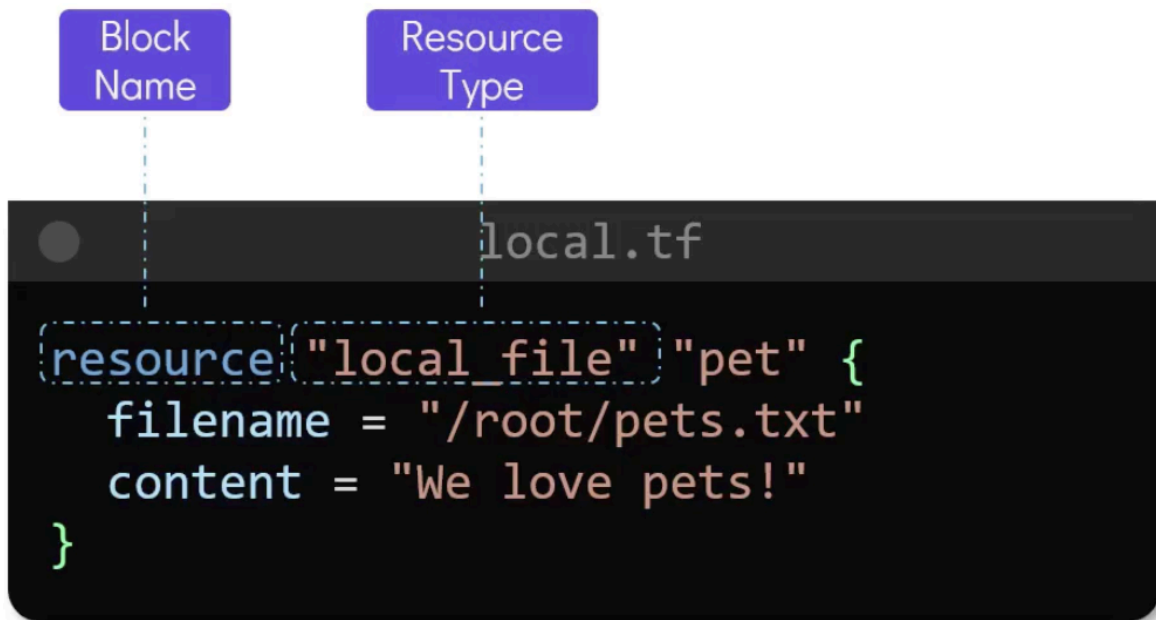 Block
Name
Resource
Type
local.tf
resource "local_file" "pet" {
  filename = "/root/pets.txt"
  content = "We love pets!"
}